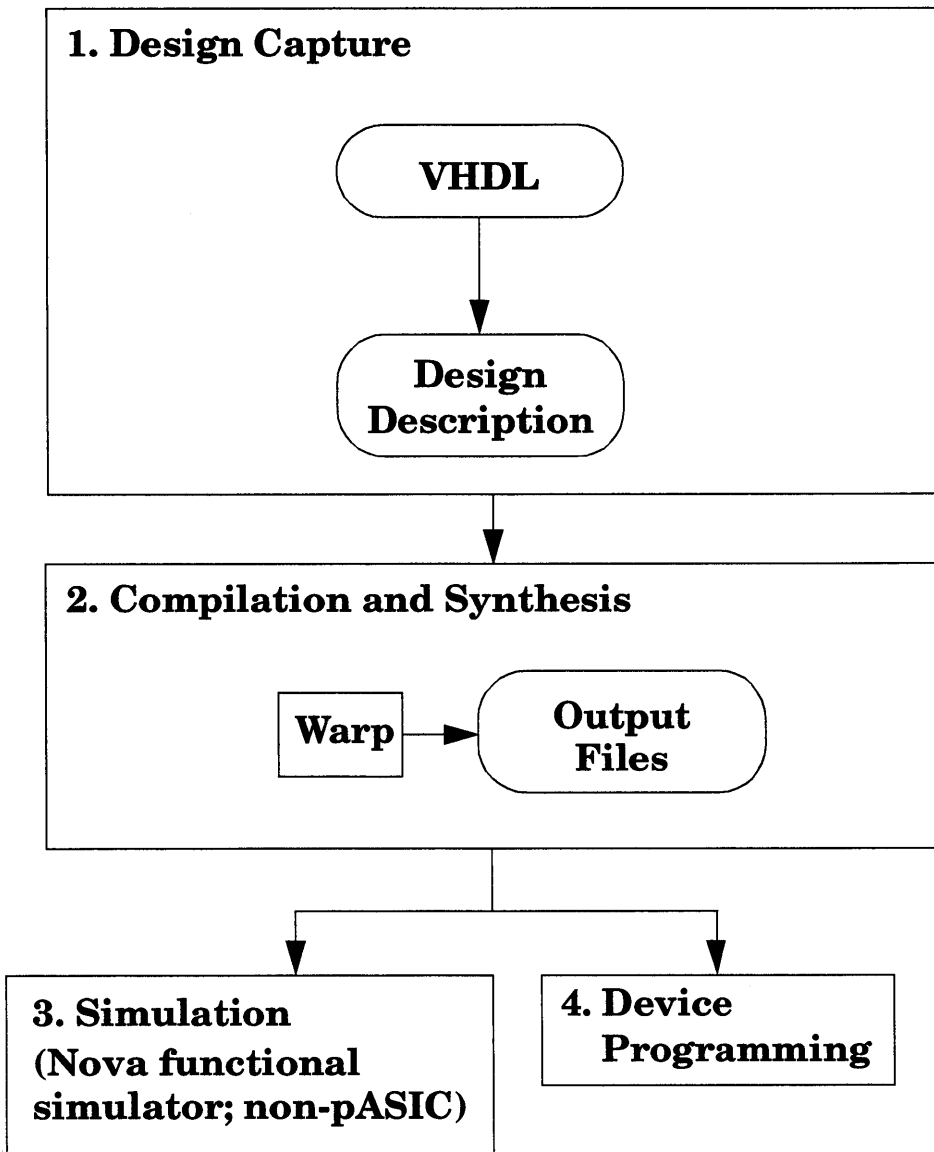 1. Design Capture
VHDL
Design
Description
2. Compilation and Synthesis
Warp
Output
Files
3. Simulation
(Nova functional
simulator; non-pASIC)
4. Device
Programming